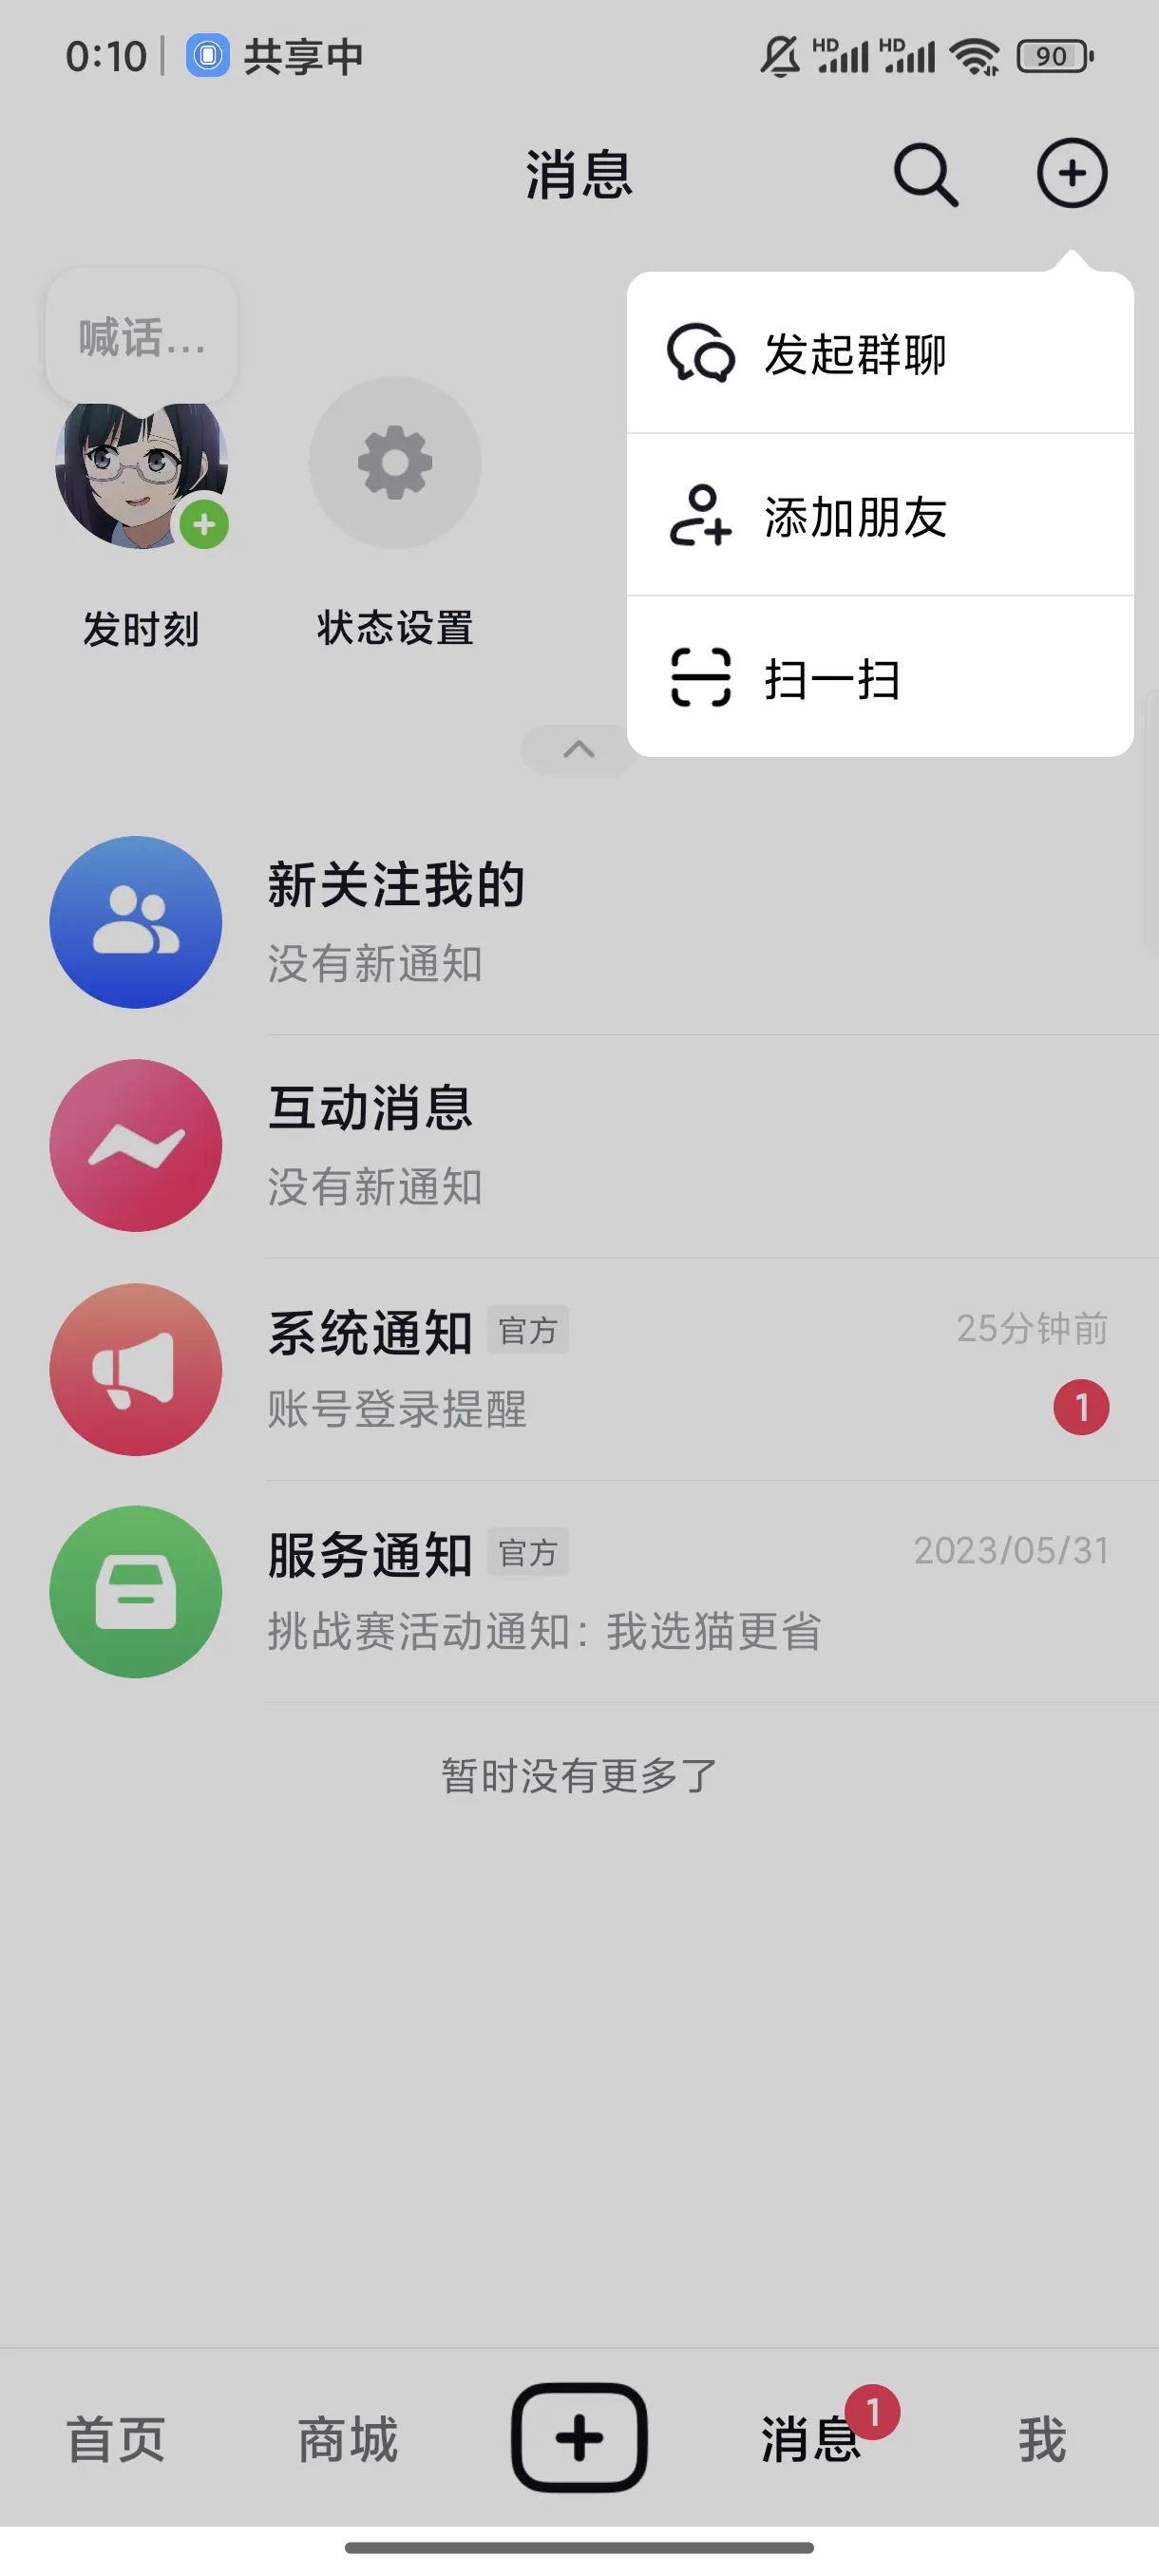 0:10 共享中
HD HD 90
消息
喊话...
发起群聊
添加朋友
扫一扫
发时刻
状态设置
新关注我的
没有新通知
互动消息
没有新通知
系统通知 官方 25分钟前
账号登录提醒 1
服务通知 官方 2023/05/31
挑战赛活动通知：我选猫更省
暂时没有更多了
首页 商城 消息 1 我